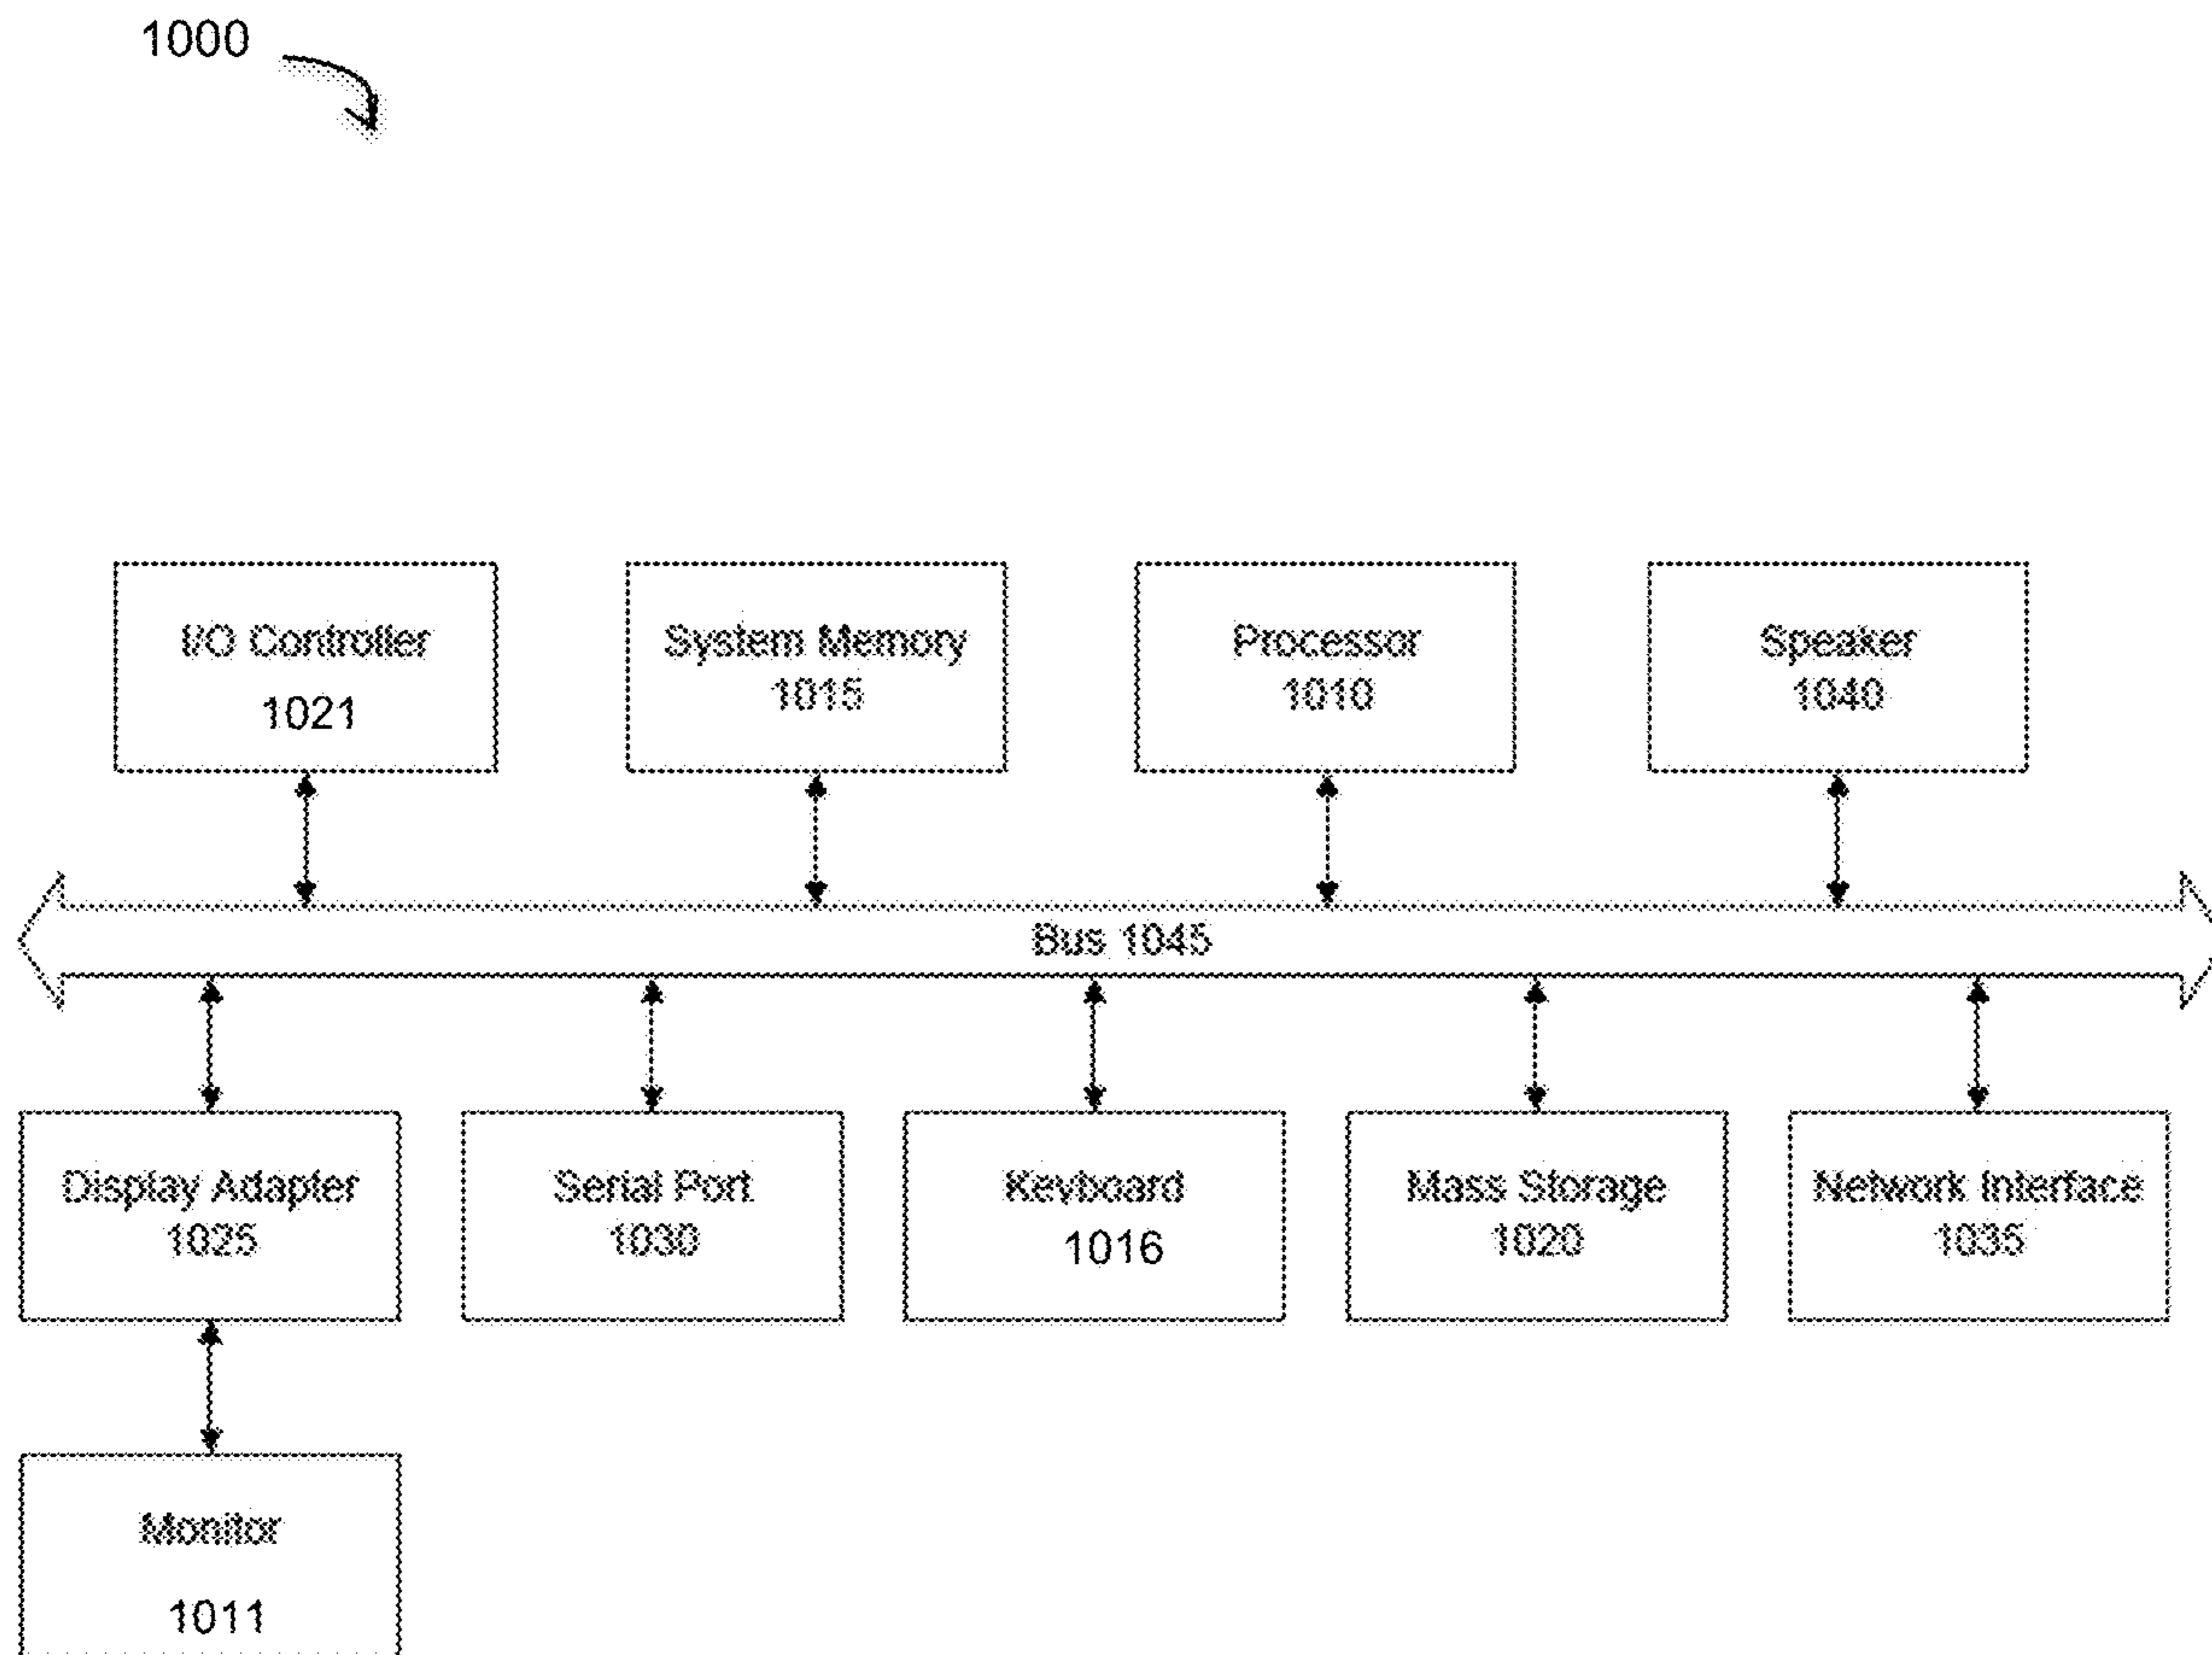 1000
I/O Controller
1021
System Memory
1015
Processor
1010
Speaker
1040
Bus 1045
Display Adapter
1025
Serial Port
1030
Keyboard
1016
Mass Storage
1020
Network Interface
1035
Monitor
1011